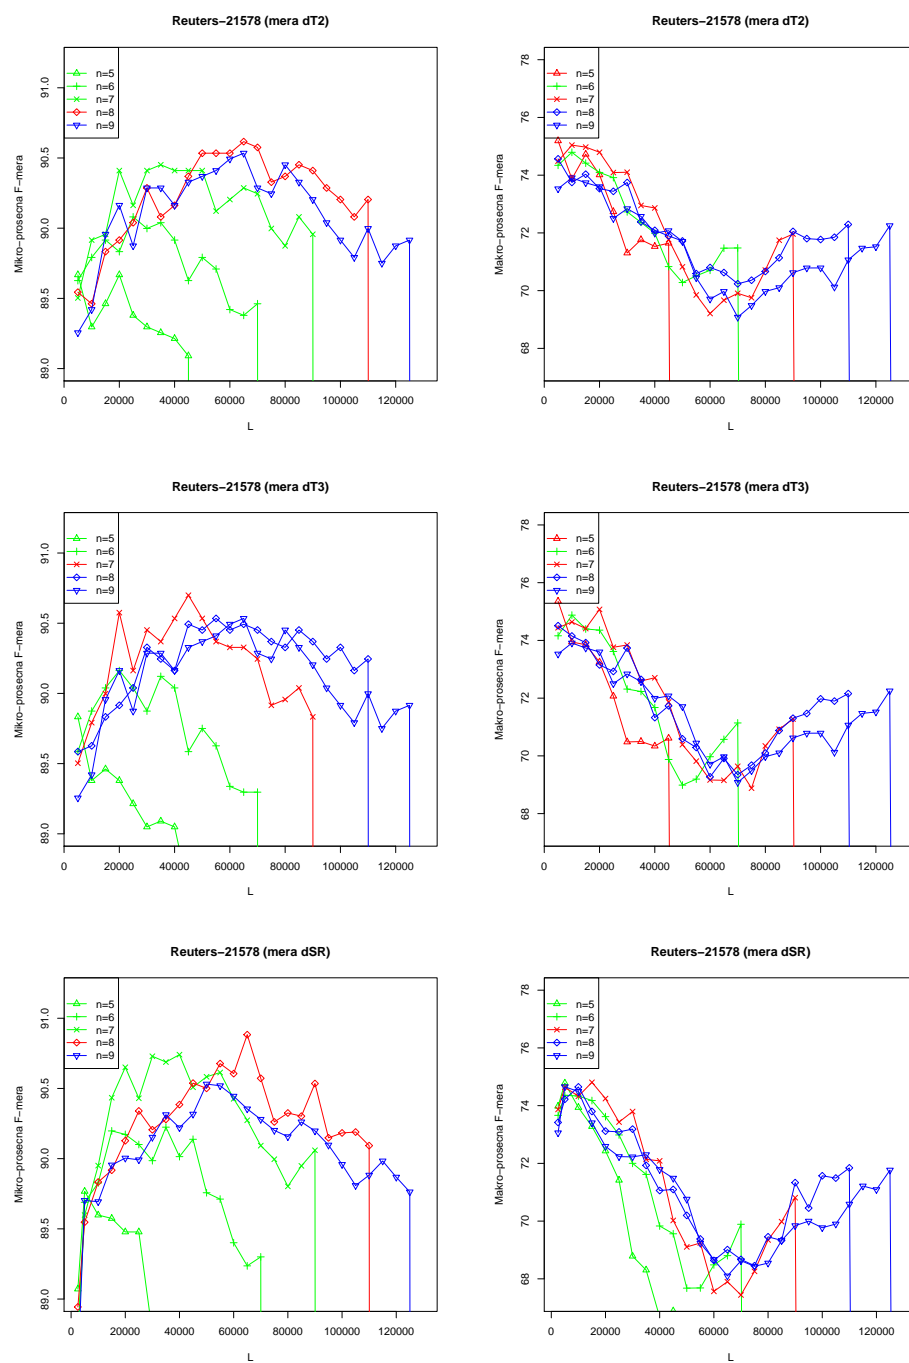 Reuters−21578 (mera dT2)
Mikro−prosecna F−mera
91.0
90.5
90.0
89.5
89.0
n=5
n=6
n=7
n=8
n=9
0 20000 40000 60000 80000 100000 120000
L
Reuters−21578 (mera dT2)
Makro−prosecna F−mera
78
76
74
72
70
68
n=5
n=6
n=7
n=8
n=9
0 20000 40000 60000 80000 100000 120000
L
Reuters−21578 (mera dT3)
Mikro−prosecna F−mera
91.0
90.5
90.0
89.5
89.0
n=5
n=6
n=7
n=8
n=9
0 20000 40000 60000 80000 100000 120000
L
Reuters−21578 (mera dT3)
Makro−prosecna F−mera
78
76
74
72
70
68
n=5
n=6
n=7
n=8
n=9
0 20000 40000 60000 80000 100000 120000
L
Reuters−21578 (mera dSR)
Mikro−prosecna F−mera
91.0
90.5
90.0
89.5
89.0
n=5
n=6
n=7
n=8
n=9
0 20000 40000 60000 80000 100000 120000
L
Reuters−21578 (mera dSR)
Makro−prosecna F−mera
78
76
74
72
70
68
n=5
n=6
n=7
n=8
n=9
0 20000 40000 60000 80000 100000 120000
L